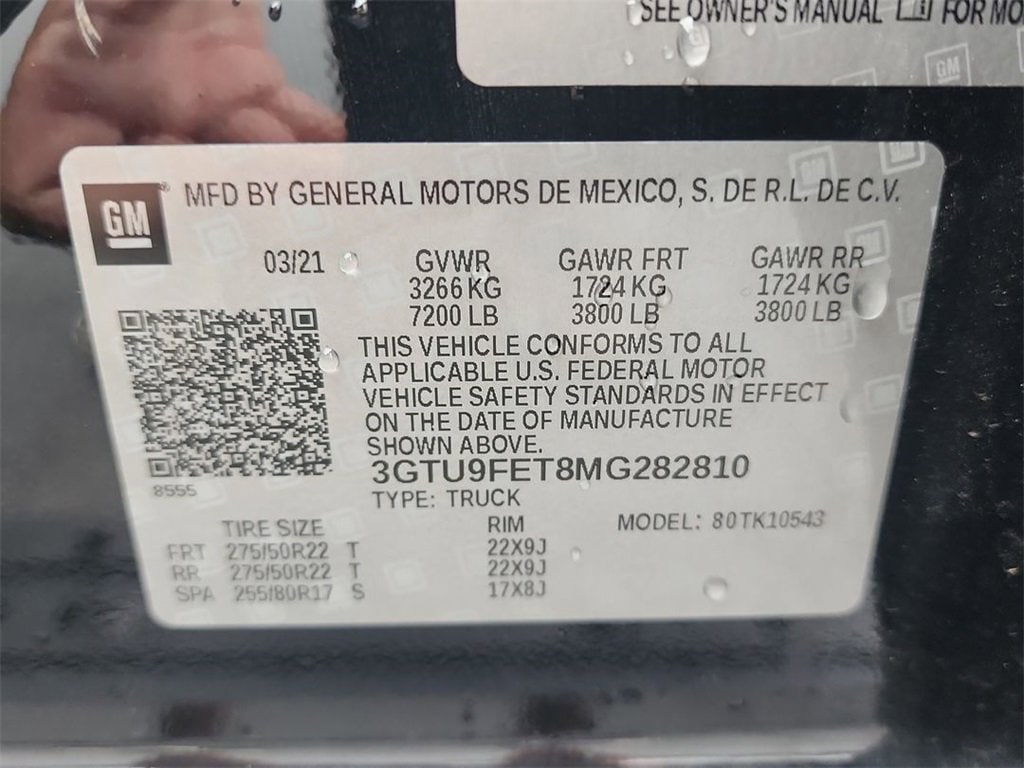 SEE OWNER'S MANUAL FOR MO
GM
GM ® MFD BY GENERAL MOTORS DE MEXICO, S. DE R.L. DE C.V.
03/21 GVWR GAWR FRT GAWR RR
3266 KG 1724 KG 1724 KG
7200 LB 3800 LB 3800 LB
THIS VEHICLE CONFORMS TO ALL
APPLICABLE U.S. FEDERAL MOTOR
VEHICLE SAFETY STANDARDS IN EFFECT
ON THE DATE OF MANUFACTURE
SHOWN ABOVE.
3GTU9FET8MG282810
8555 TYPE: TRUCK
TIRE SIZE RIM MODEL: 80TK10543
FRT 275/50R22 T 22X9J
RR 275/50R22 T 22X9J
SPA 255/80R17 S 17X8J